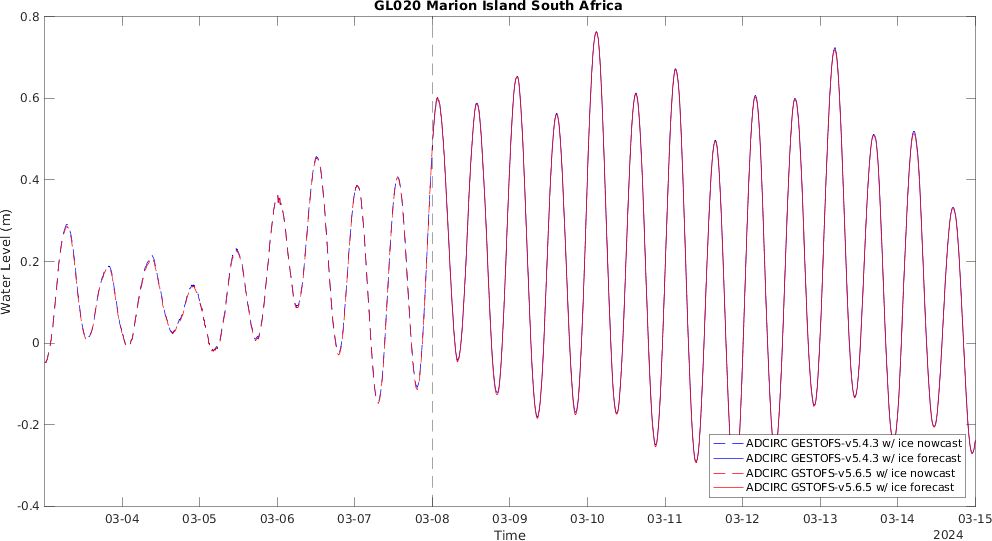 GL020 Marion Island South Africa
0.8
0.6
0.4
0.2
0
-0.2
-0.4
Water Level (m)
ADCIRC GESTOFS-v5.4.3 w/ ice nowcast
ADCIRC GESTOFS-v5.4.3 w/ ice forecast
ADCIRC GSTOFS-v5.6.5 w/ ice nowcast
ADCIRC GSTOFS-v5.6.5 w/ ice forecast
03-04 03-05 03-06 03-07 03-08 03-09 03-10 03-11 03-12 03-13 03-14 03-15
Time
2024